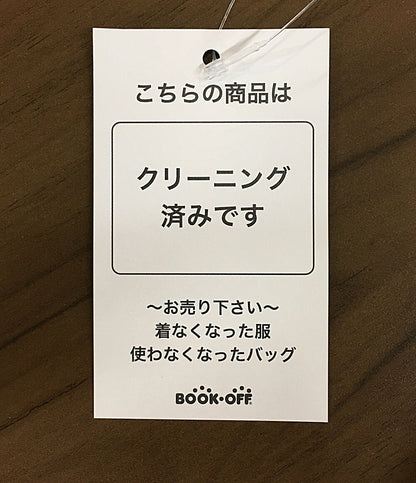 こちらの商品は
クリーニング
済みです
～お売り下さい～
着なくなった服
使わなくなったバッグ
BOOK・OFF